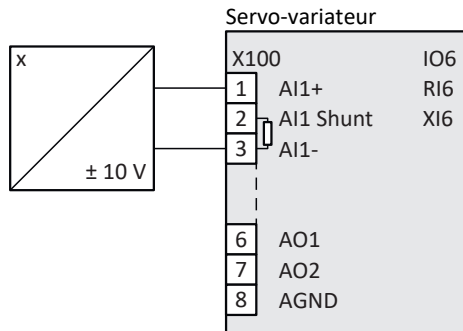 Servo-variateur
x
± 10 V
X100 IO6
1 AI1+ RI6
2 AI1 Shunt XI6
3 AI1-
6 AO1
7 AO2
8 AGND